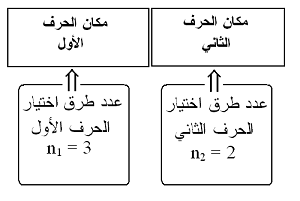 مكان الحرف
الأول
مكان الحرف
الثاني
عدد طرق اختيار
الحرف الأول
n₁ = 3
عدد طرق اختيار
الحرف الثاني
n₂ = 2